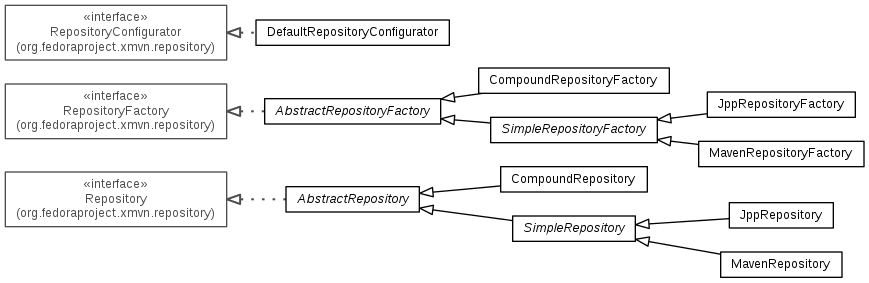 «interface»
RepositoryConfigurator
(org.fedoraproject.xmvn.repository)
DefaultRepositoryConfigurator
«interface»
RepositoryFactory
(org.fedoraproject.xmvn.repository)
AbstractRepositoryFactory
CompoundRepositoryFactory
SimpleRepositoryFactory
JppRepositoryFactory
MavenRepositoryFactory
«interface»
Repository
(org.fedoraproject.xmvn.repository)
AbstractRepository
CompoundRepository
SimpleRepository
JppRepository
MavenRepository